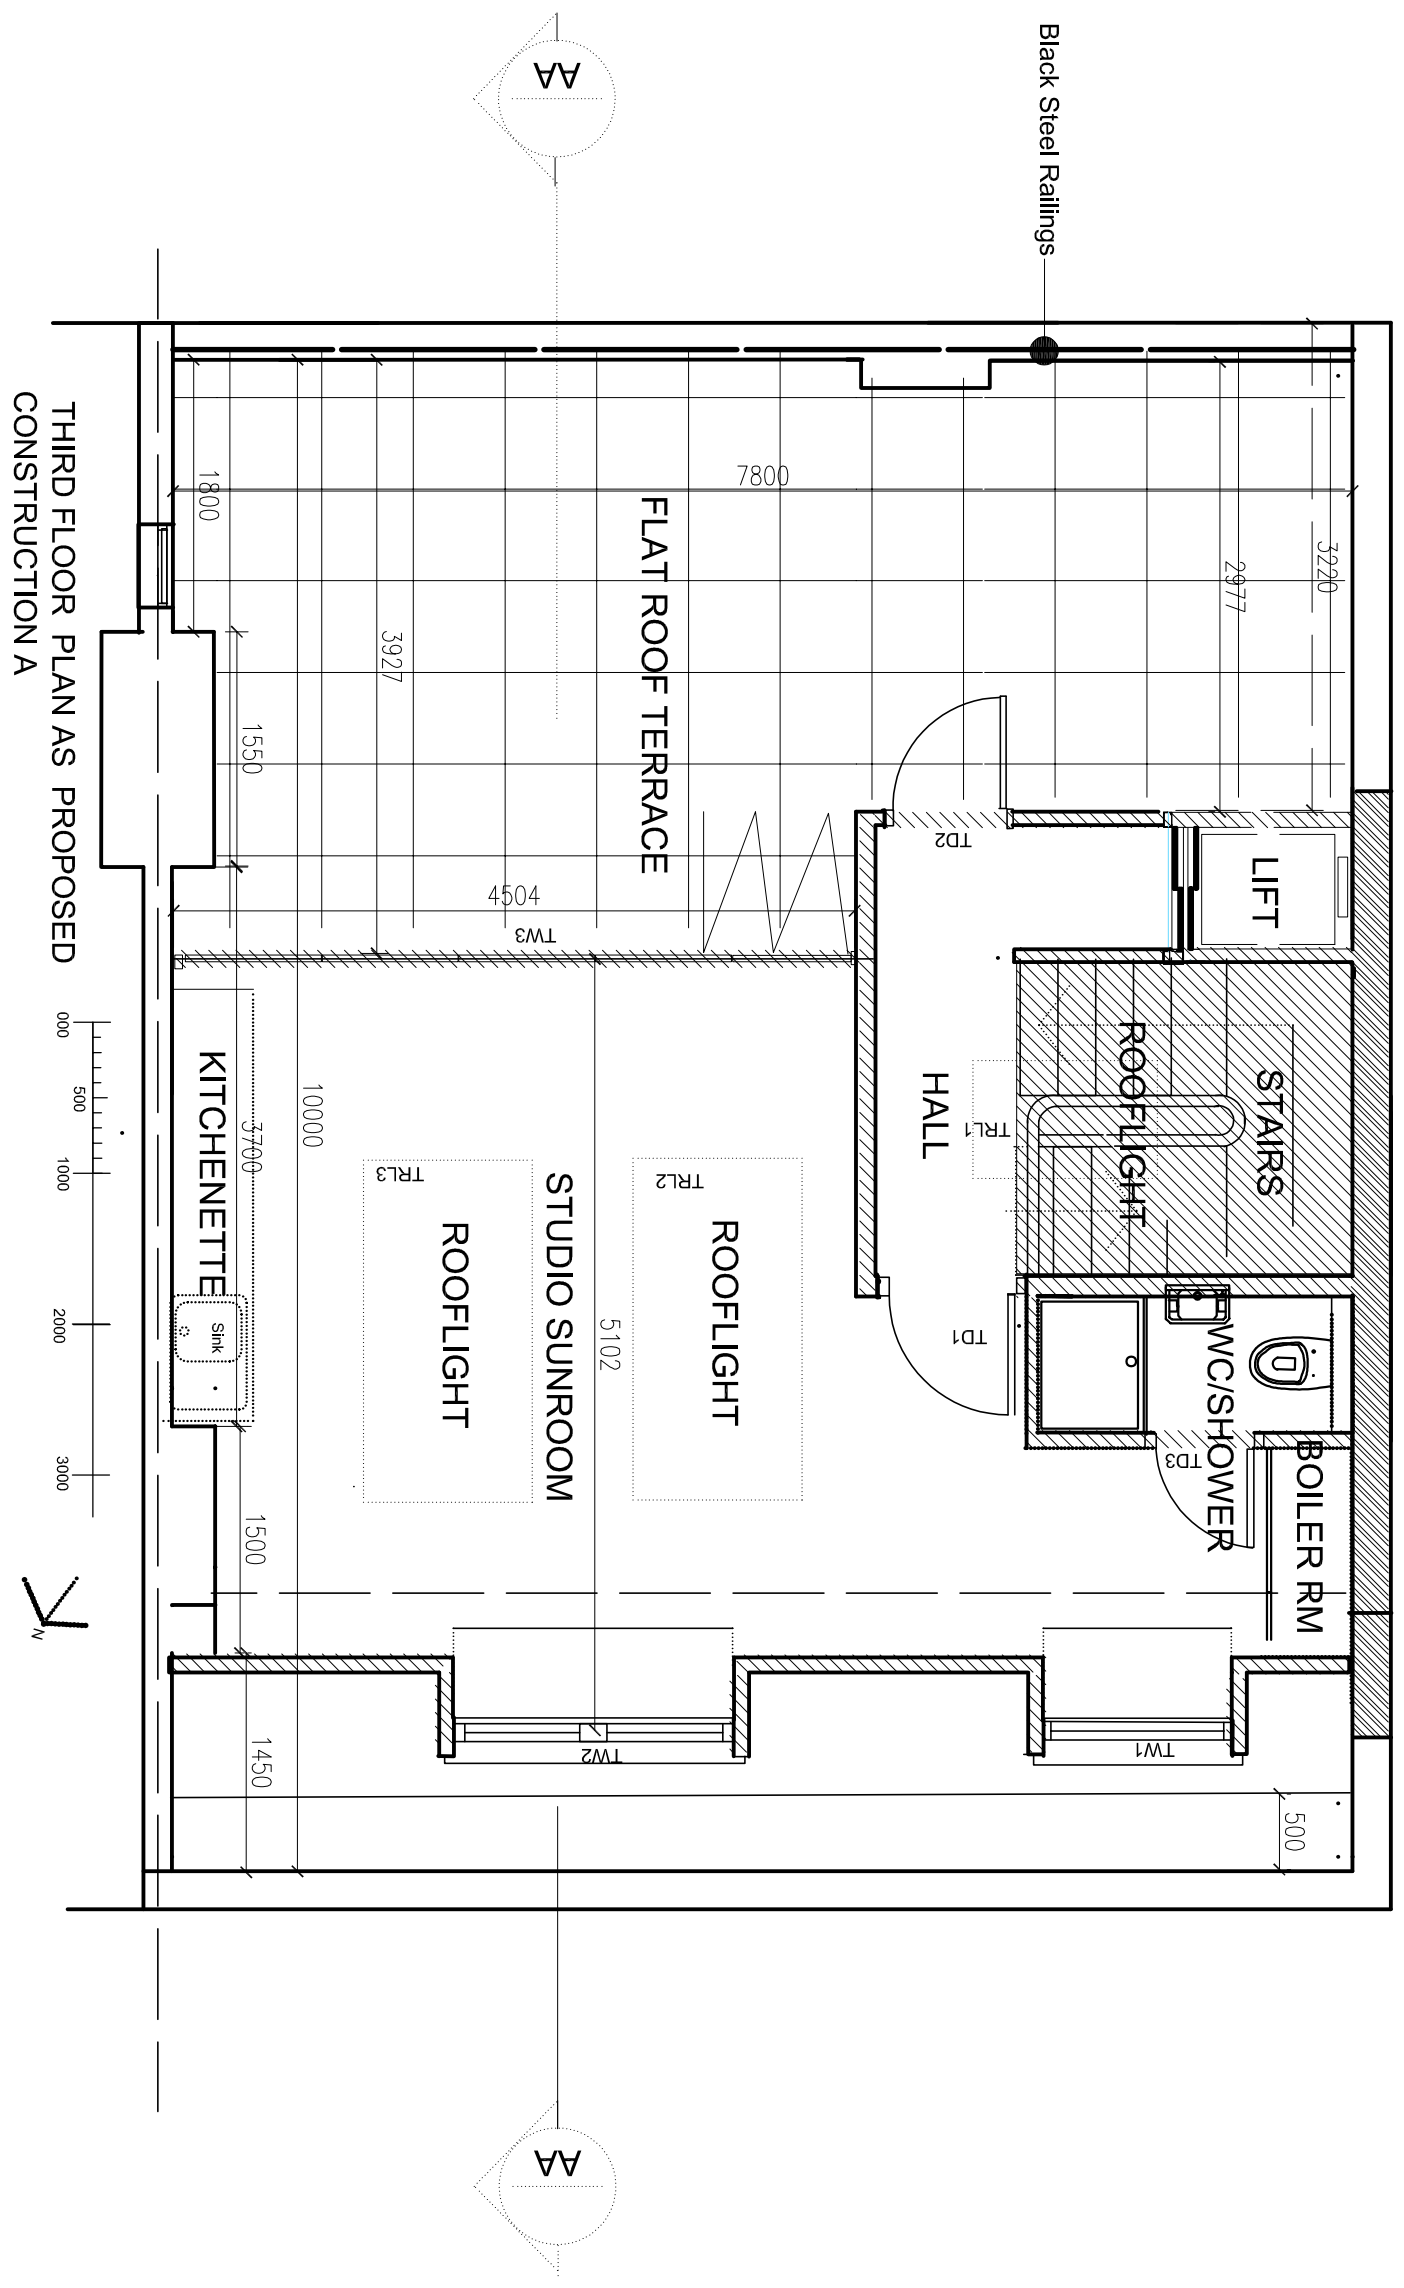 Black Steel Railings
AA
3220
2977
7800
1800
FLAT ROOF TERRACE
3927
1550
TD2
LIFT
4504
TW3
STAIRS
ROOFLIGHT
TRL1
HALL
10000
3700
KITCHENETTE
Sink
TRL2
ROOFLIGHT
STUDIO SUNROOM
5102
TRL3
ROOFLIGHT
TD1
WC/SHOWER
TD3
BOILER RM
1500
TW1
TW2
1450
500
AA
THIRD FLOOR PLAN AS PROPOSED
CONSTRUCTION A
000
500
1000
2000
3000
N